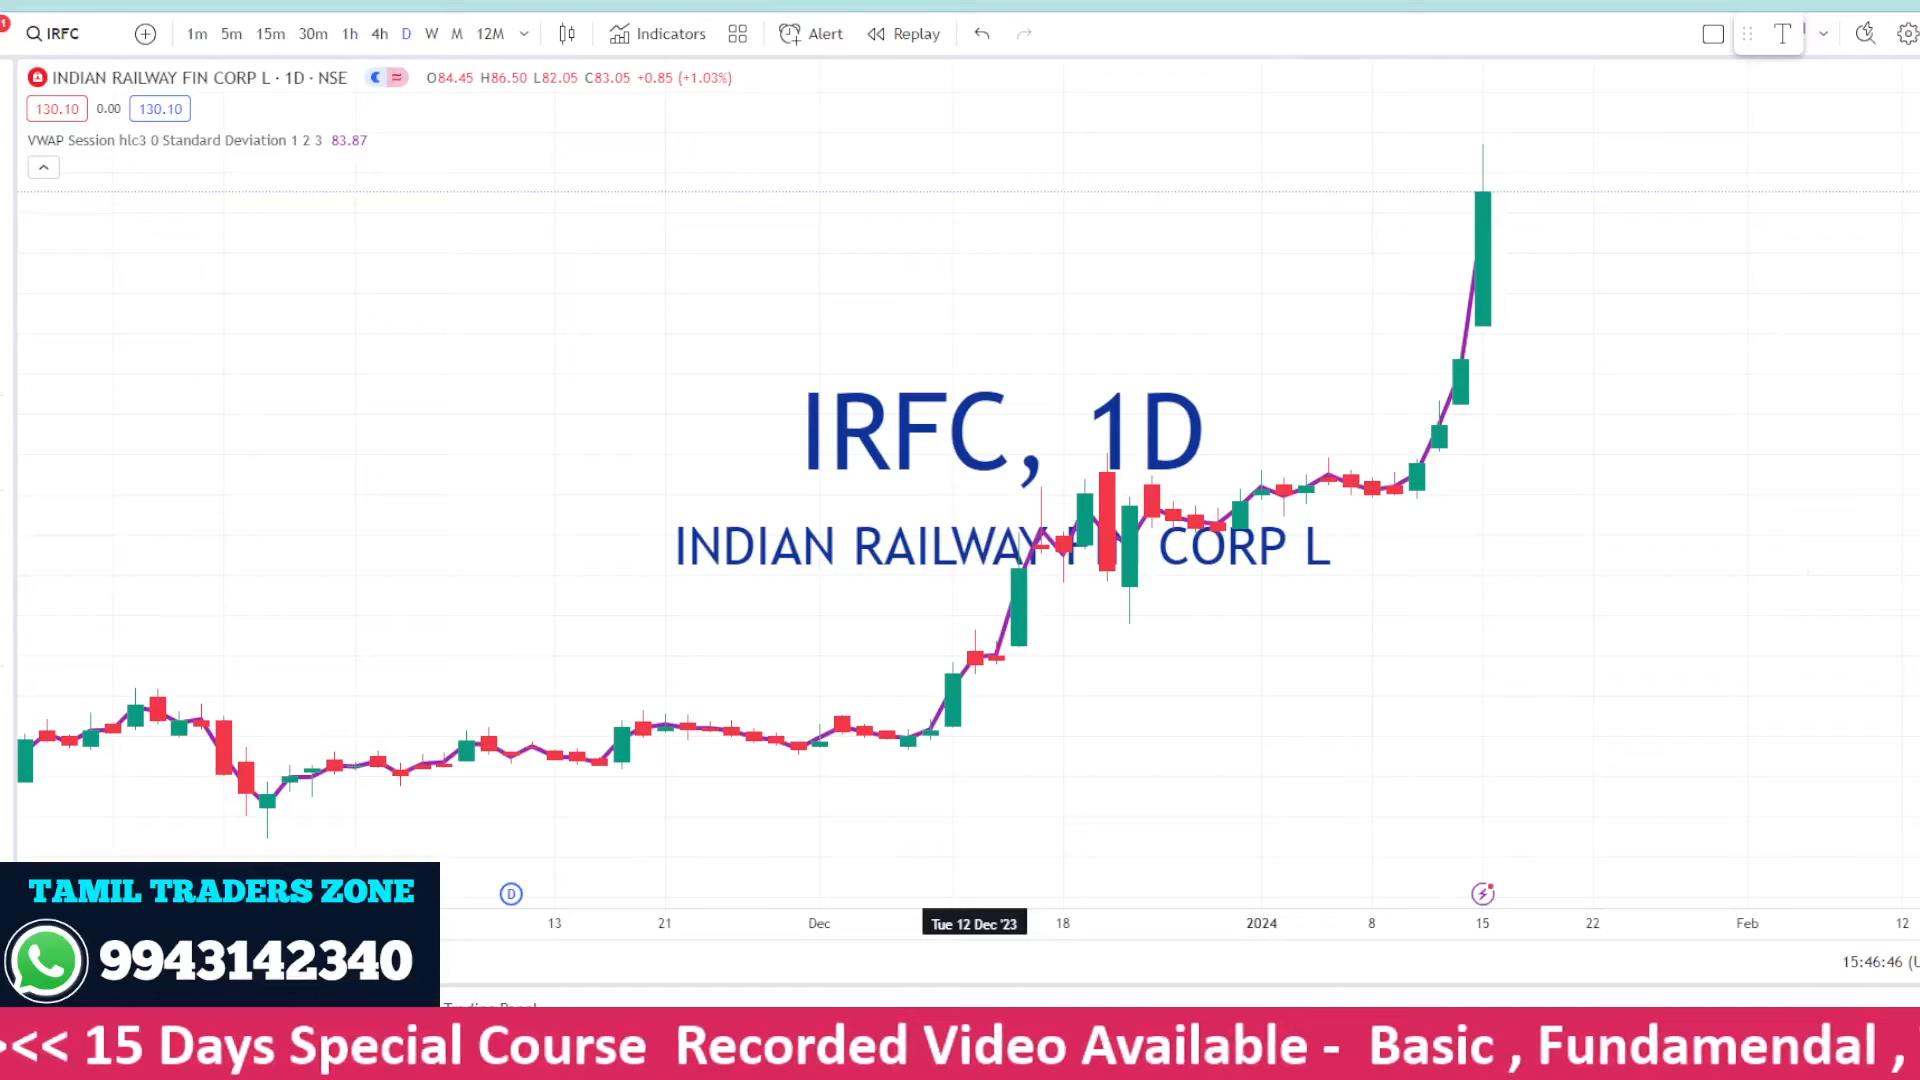 1
IRFC 1m 5m 15m 30m 1h 4h D W M 12M Indicators Alert Replay
INDIAN RAILWAY FIN CORP L · 1D · NSE O84.45 H86.50 L82.05 C83.05 +0.85 (+1.03%)
130.10 0.00 130.10
VWAP Session hlc3 0 Standard Deviation 1 2 3 83.87
IRFC, 1D
INDIAN RAILWAY F CORP L
TAMIL TRADERS ZONE
9943142340
D
13 21 Dec Tue 12 Dec '23 18 2024 8 15 22 Feb 12
15:46:46 (U
Trading Panel
<< 15 Days Special Course Recorded Video Available - Basic , Fundamendal ,